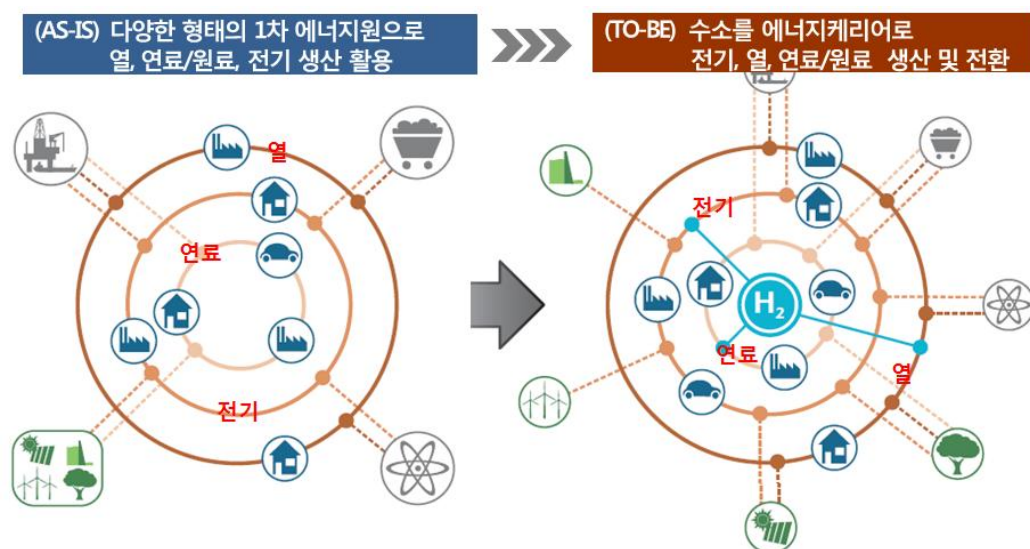 (AS-IS) 다양한 형태의 1차 에너지원으로
열, 연료/원료, 전기 생산 활용
(TO-BE) 수소를 에너지케리어로
전기, 열, 연료/원료 생산 및 전환
열
연료
전기
전기
H2
연료
열